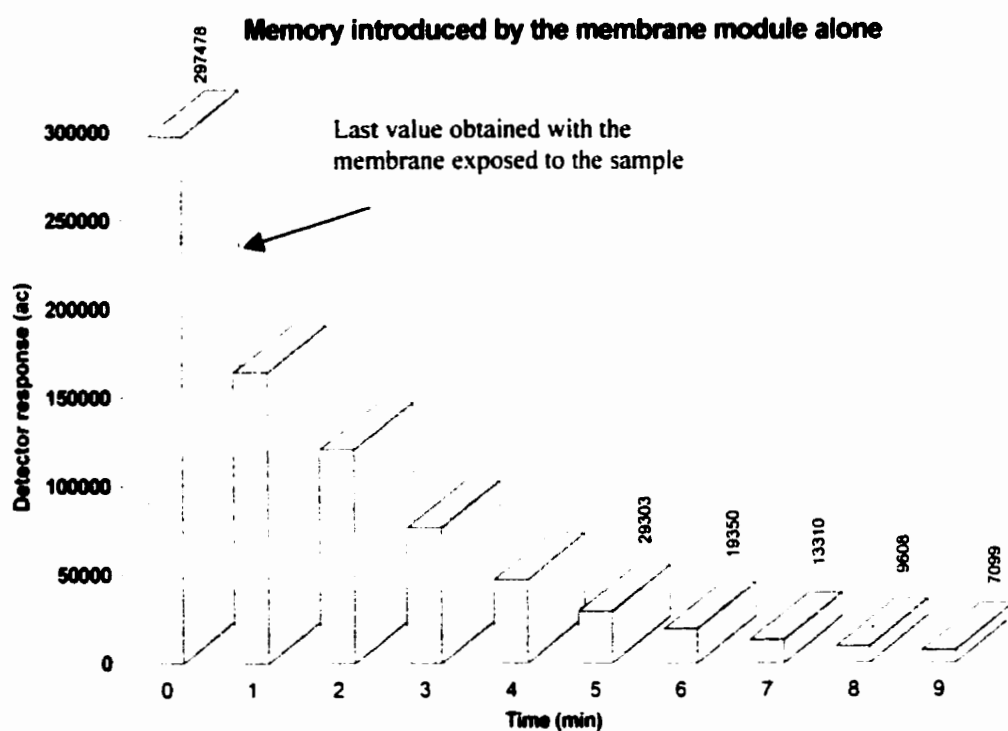 Memory introduced by the membrane module alone
297478
Last value obtained with the
membrane exposed to the sample
300000
250000
200000
150000
100000
50000
0
Detector response (ac)
29303
19350
13310
9608
7099
0 1 2 3 4 5 6 7 8 9
Time (min)